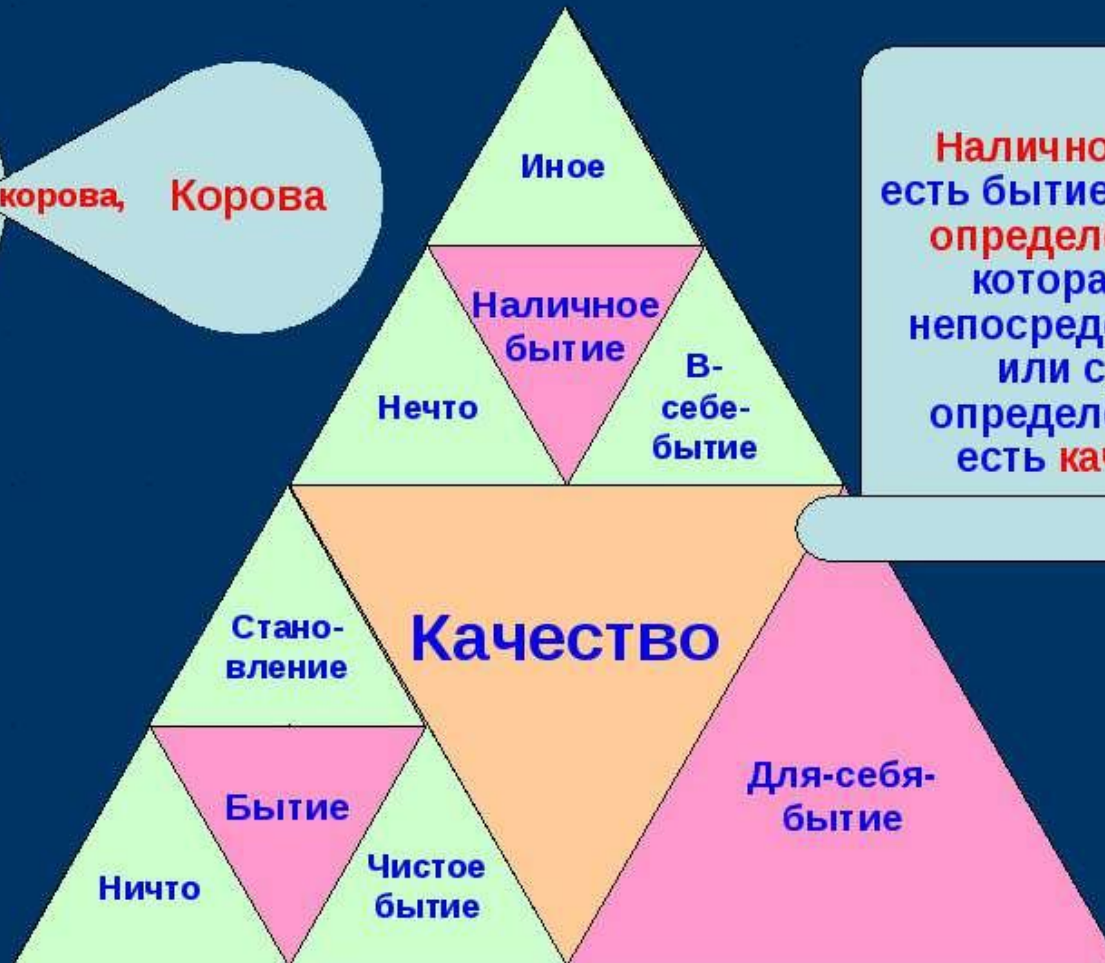 корова, Корова
Иное
Наличное
бытие
Нечто
В-
себе-
бытие
Стано-
вление
Качество
Бытие
Ничто
Чистое
бытие
Для-себя-
бытие
есть бытие
или
есть